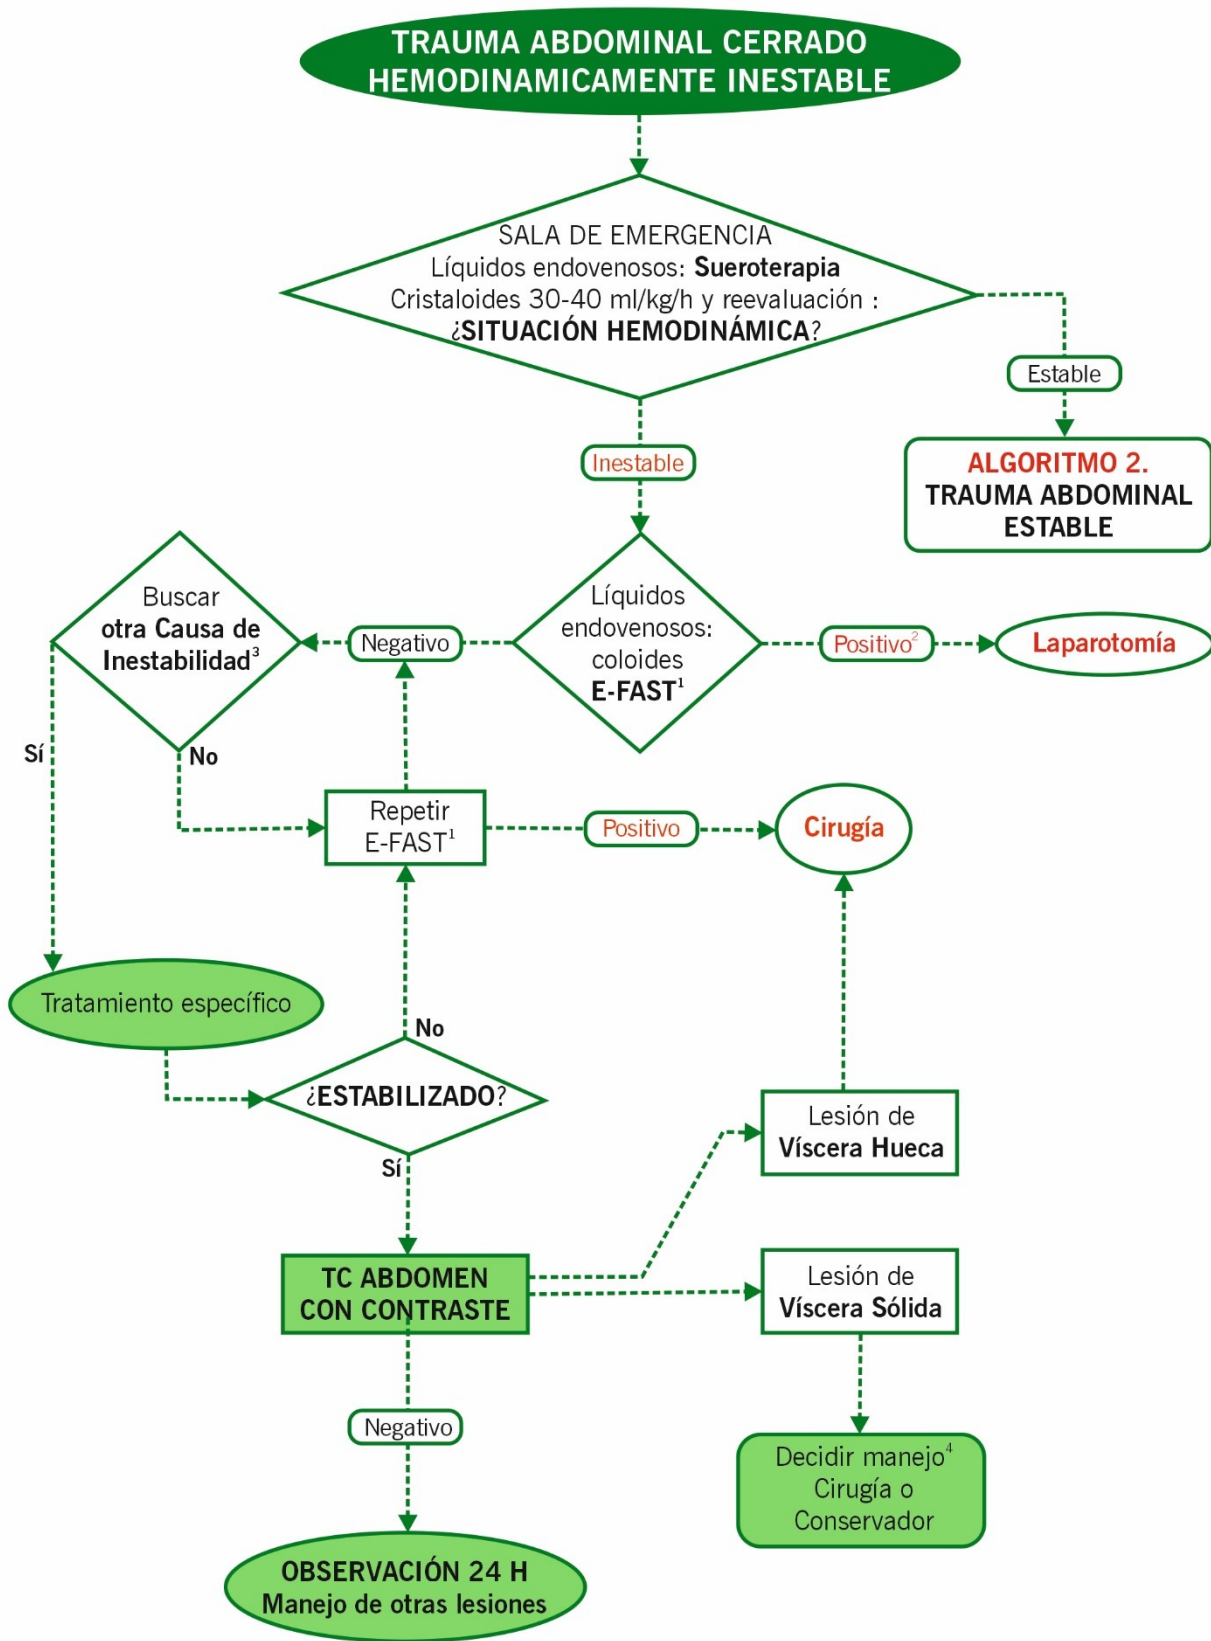 TRAUMA ABDOMINAL CERRADO
HEMODINAMICAMENTE INESTABLE
SALA DE EMERGENCIA
Líquidos endovenosos: Sueroterapia
Cristaloides 30-40 ml/kg/h y reevaluación :
¿SITUACIÓN HEMODINÁMICA?
Estable
Inestable
ALGORITMO 2.
TRAUMA ABDOMINAL
ESTABLE
Buscar
otra Causa de
Inestabilidad³
Negativo
Líquidos
endovenosos:
coloides
E-FAST¹
Positivo²
Laparotomía
Sí
No
Repetir
E-FAST¹
Positivo
Cirugía
Tratamiento específico
No
¿ESTABILIZADO?
Sí
Lesión de
Víscera Hueca
TC ABDOMEN
CON CONTRASTE
Lesión de
Víscera Sólida
Negativo
Decidir manejo⁴
Cirugía o
Conservador
OBSERVACIÓN 24 H
Manejo de otras lesiones